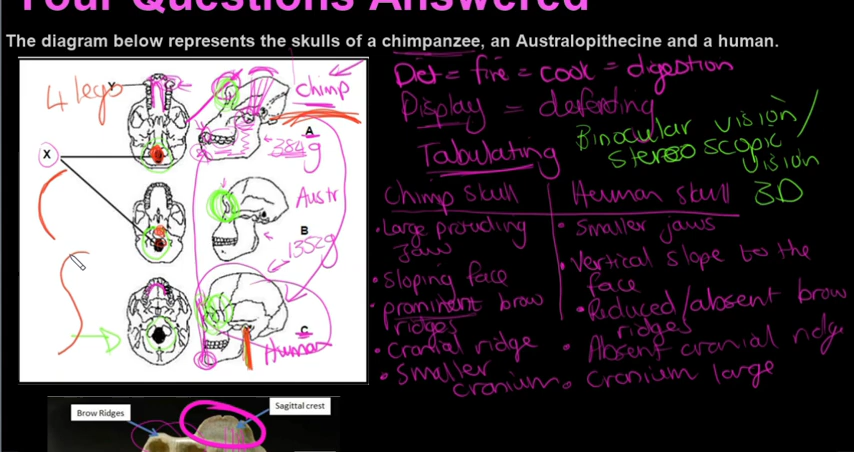 Your Questions Answered
The diagram below represents the skulls of a chimpanzee, an Australopithecine and a human.
4 legs
Y
chimp
A
384g
X
Austr
B
1352g
C
Human
Diet = fire = cook = digestion
Display = defending
Binocular vision/
stereoscopic
vision
3D
Tabulating
Chimp skull
Human skull
• Large protuding
Jaw
• Sloping face
• prominent brow
ridges
• Cranial ridge
• Smaller
cranium
• Smaller jaws
• Vertical slope to the
face
• Reduced/absent brow
ridges
• Absent cranial ridge
• Cranium large
Brow Ridges
Sagittal crest